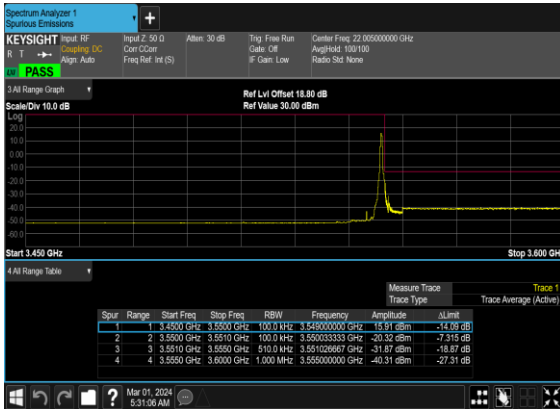 Spectrum Analyzer 1
Spurious Emissions
KEYSIGHT Input: RF Input Z: 50 Ω Atten: 30 dB Trig: Free Run Center Freq: 22.005000000 GHz
R T Coupling: DC Corr CCorr Gate: Off Avg|Hold: 100/100
Align: Auto Freq Ref: Int (S) IF Gain: Low Radio Std: None
PASS
3 All Range Graph
Ref Lvl Offset 18.80 dB
Scale/Div 10.0 dB Ref Value 30.00 dBm
Log
20.0
10.0
0.00
-10.0
-20.0
-30.0
-40.0
-50.0
-60.0
Start 3.450 GHz Stop 3.600 GH
4 All Range Table
Measure Trace Trace 1
Trace Type Trace Average (Active)
Spur Range Start Freq Stop Freq RBW Frequency Amplitude ΔLimit
1 1 3.4500 GHz 3.5500 GHz 100.0 kHz 3.549000000 GHz 15.91 dBm -14.09 dB
2 2 3.5500 GHz 3.5510 GHz 100.0 kHz 3.550033333 GHz -20.32 dBm -7.315 dB
3 3 3.5510 GHz 3.5550 GHz 510.0 kHz 3.551026667 GHz -31.87 dBm -18.87 dB
4 4 3.5550 GHz 3.6000 GHz 1.000 MHz 3.555000000 GHz -40.31 dBm -27.31 dB
Mar 01, 2024
5:31:06 AM